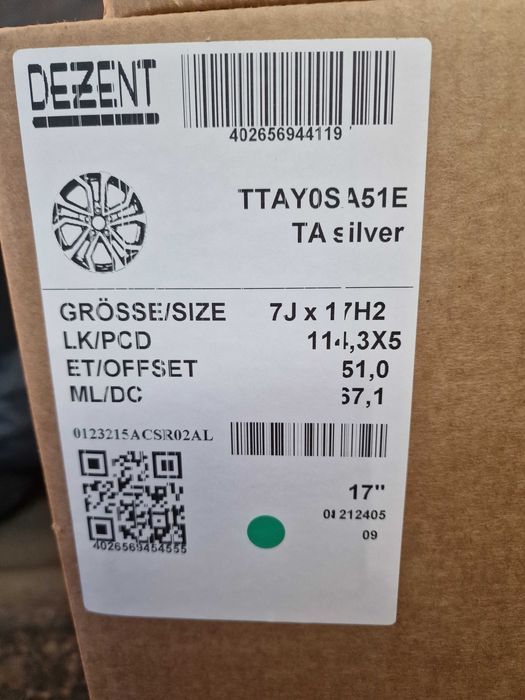 DEZENT
402656944119
TTAY0SA51E
TA silver
GRÖSSE/SIZE 7J x 17H2
LK/PCD 114,3X5
ET/OFFSET 51,0
ML/DC 67,1
0123215ACSR02AL
17"
01212405
09
4026569454555